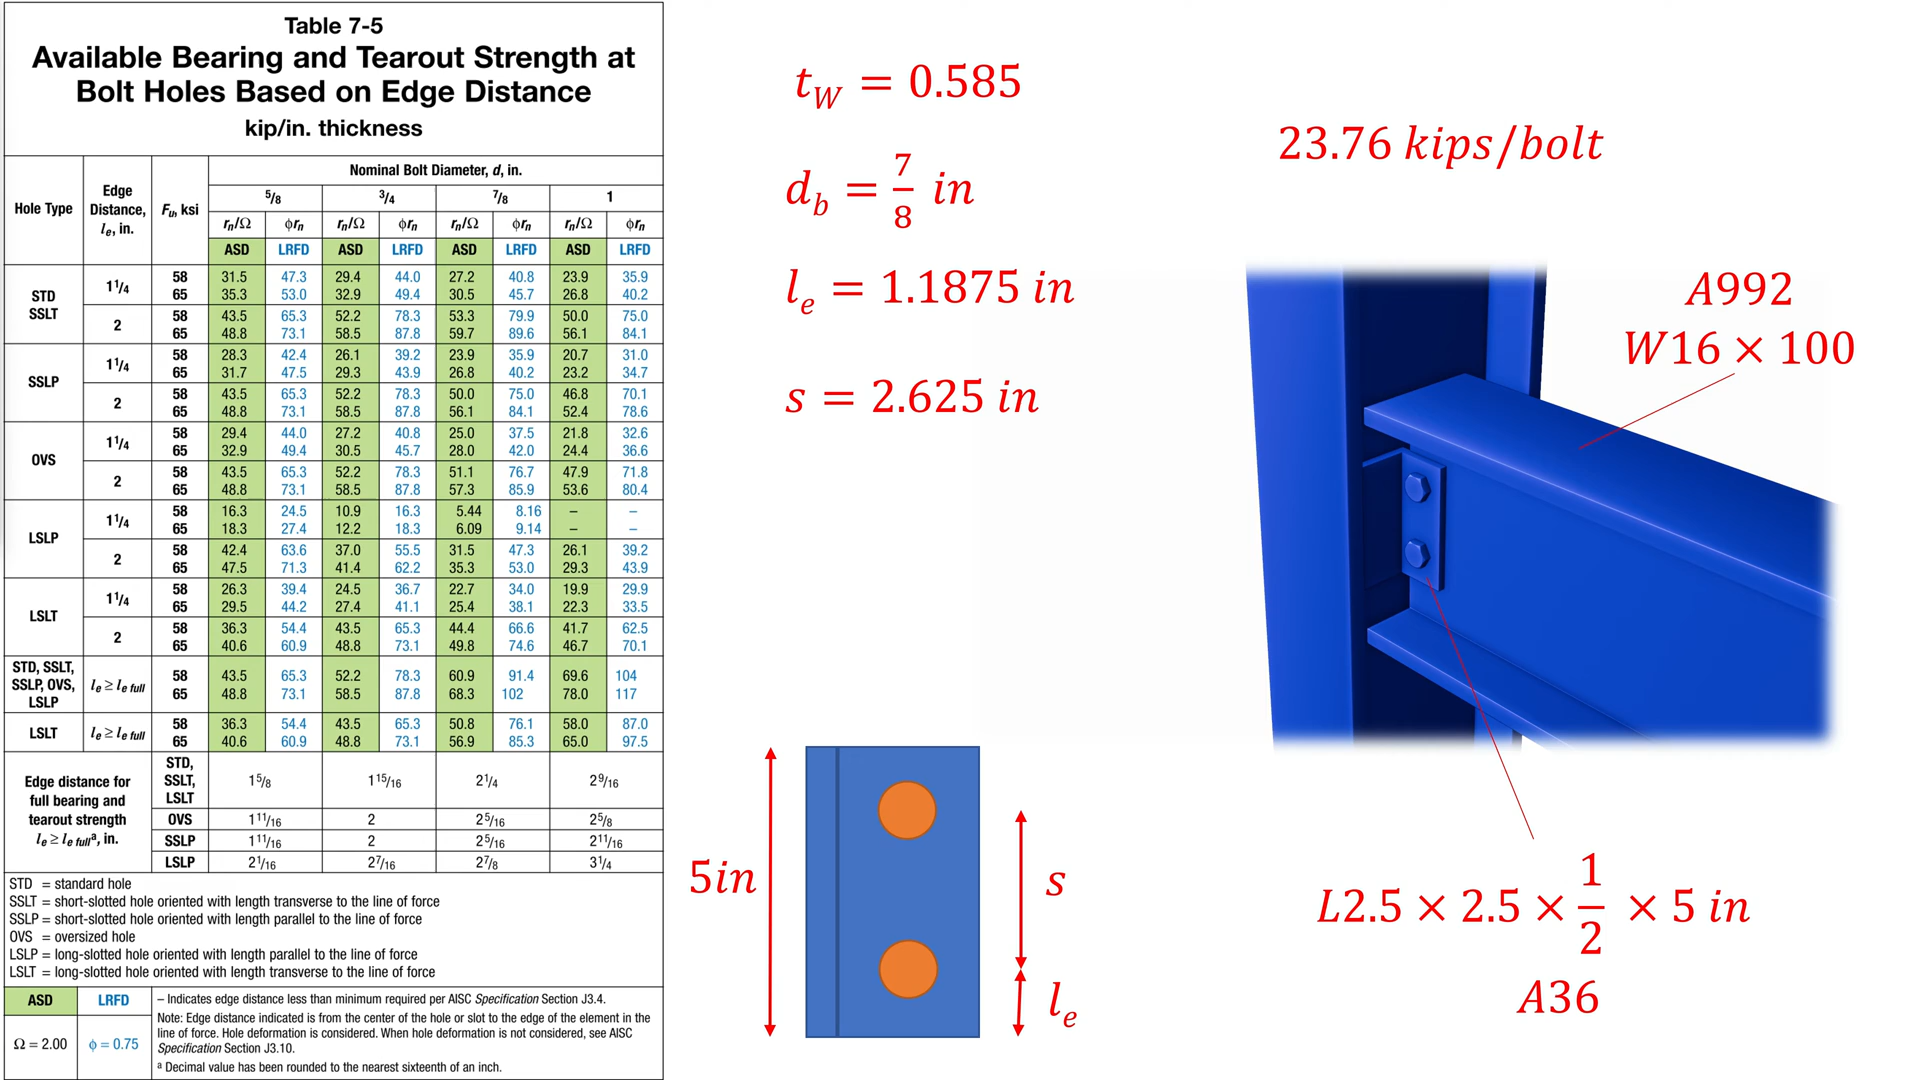 Table 7-5
Available Bearing and Tearout Strength at
Bolt Holes Based on Edge Distance
kip/in. thickness
Hole Type | Edge Distance, lₑ, in. | Fᵤ, ksi | Nominal Bolt Diameter, d, in.
5/8 | 3/4 | 7/8 | 1
rₙ/Ω | ϕrₙ | rₙ/Ω | ϕrₙ | rₙ/Ω | ϕrₙ | rₙ/Ω | ϕrₙ
ASD | LRFD | ASD | LRFD | ASD | LRFD | ASD | LRFD
STD SSLT | 1 1/4 | 58 | 31.5 | 47.3 | 29.4 | 44.0 | 27.2 | 40.8 | 23.9 | 35.9
65 | 35.3 | 53.0 | 32.9 | 49.4 | 30.5 | 45.7 | 26.8 | 40.2
2 | 58 | 43.5 | 65.3 | 52.2 | 78.3 | 53.3 | 79.9 | 50.0 | 75.0
65 | 48.8 | 73.1 | 58.5 | 87.8 | 59.7 | 89.6 | 56.1 | 84.1
SSLP | 1 1/4 | 58 | 28.3 | 42.4 | 26.1 | 39.2 | 23.9 | 35.9 | 20.7 | 31.0
65 | 31.7 | 47.5 | 29.3 | 43.9 | 26.8 | 40.2 | 23.2 | 34.7
2 | 58 | 43.5 | 65.3 | 52.2 | 78.3 | 50.0 | 75.0 | 46.8 | 70.1
65 | 48.8 | 73.1 | 58.5 | 87.8 | 56.1 | 84.1 | 52.4 | 78.6
OVS | 1 1/4 | 58 | 29.4 | 44.0 | 27.2 | 40.8 | 25.0 | 37.5 | 21.8 | 32.6
65 | 32.9 | 49.4 | 30.5 | 45.7 | 28.0 | 42.0 | 24.4 | 36.6
2 | 58 | 43.5 | 65.3 | 52.2 | 78.3 | 51.1 | 76.7 | 47.9 | 71.8
65 | 48.8 | 73.1 | 58.5 | 87.8 | 57.3 | 85.9 | 53.6 | 80.4
LSLP | 1 1/4 | 58 | 16.3 | 24.5 | 10.9 | 16.3 | 5.44 | 8.16 | – | –
65 | 18.3 | 27.4 | 12.2 | 18.3 | 6.09 | 9.14 | – | –
2 | 58 | 42.4 | 63.6 | 37.0 | 55.5 | 31.5 | 47.3 | 26.1 | 39.2
65 | 47.5 | 71.3 | 41.4 | 62.2 | 35.3 | 53.0 | 29.3 | 43.9
LSLT | 1 1/4 | 58 | 26.3 | 39.4 | 24.5 | 36.7 | 22.7 | 34.0 | 19.9 | 29.9
65 | 29.5 | 44.2 | 27.4 | 41.1 | 25.4 | 38.1 | 22.3 | 33.5
2 | 58 | 36.3 | 54.4 | 43.5 | 65.3 | 44.4 | 66.6 | 41.7 | 62.5
65 | 40.6 | 60.9 | 48.8 | 73.1 | 49.8 | 74.6 | 46.7 | 70.1
STD, SSLT, SSLP, OVS, LSLP | lₑ ≥ lₑ full | 58 | 43.5 | 65.3 | 52.2 | 78.3 | 60.9 | 91.4 | 69.6 | 104
65 | 48.8 | 73.1 | 58.5 | 87.8 | 68.3 | 102 | 78.0 | 117
LSLT | lₑ ≥ lₑ full | 58 | 36.3 | 54.4 | 43.5 | 65.3 | 50.8 | 76.1 | 58.0 | 87.0
65 | 40.6 | 60.9 | 48.8 | 73.1 | 56.9 | 85.3 | 65.0 | 97.5
Edge distance for full bearing and tearout strength lₑ ≥ lₑ fullᵃ, in. | STD, SSLT, LSLT | 1 5/8 | 1 15/16 | 2 1/4 | 2 9/16
OVS | 1 11/16 | 2 | 2 5/16 | 2 5/8
SSLP | 1 11/16 | 2 | 2 5/16 | 2 11/16
LSLP | 2 1/16 | 2 7/16 | 2 7/8 | 3 1/4
STD = standard hole
SSLT = short-slotted hole oriented with length transverse to the line of force
SSLP = short-slotted hole oriented with length parallel to the line of force
OVS = oversized hole
LSLP = long-slotted hole oriented with length parallel to the line of force
LSLT = long-slotted hole oriented with length transverse to the line of force
ASD | LRFD
Ω = 2.00 | ϕ = 0.75
– Indicates edge distance less than minimum required per AISC Specification Section J3.4.
Note: Edge distance indicated is from the center of the hole or slot to the edge of the element in the
line of force. Hole deformation is considered. When hole deformation is not considered, see AISC
Specification Section J3.10.
ᵃ Decimal value has been rounded to the nearest sixteenth of an inch.
t_W = 0.585
d_b = 7/8 in
lₑ = 1.1875 in
s = 2.625 in
23.76 kips/bolt
A992
W16 × 100
5in
s
lₑ
L2.5 × 2.5 × 1/2 × 5 in
A36